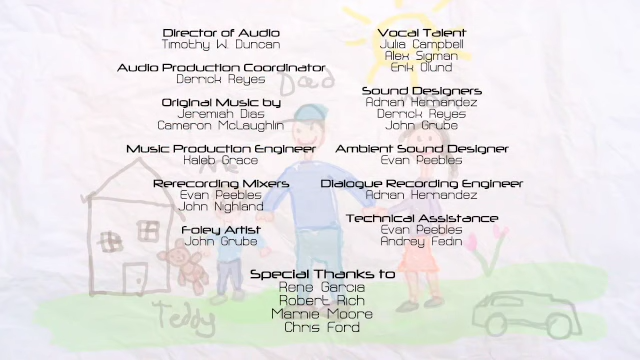 Director of Audio
Timothy W. Duncan
Audio Production Coordinator
Derrick Reyes
Original Music by
Jeremiah Dias
Cameron McLaughlin
Music Production Engineer
Kaleb Grace
Rerecording Mixers
Evan Peebles
John Nighland
Foley Artist
John Grube
Vocal Talent
Julia Campbell
Alex Sigman
Erik Olund
Sound Designers
Adrian Hernandez
Derrick Reyes
John Grube
Ambient Sound Designer
Evan Peebles
Dialogue Recording Engineer
Adrian Hernandez
Technical Assistance
Evan Peebles
Andrey Fedin
Special Thanks to
Rene Garcia
Robert Rich
Marnie Moore
Chris Ford
Dad
Me
Teddy